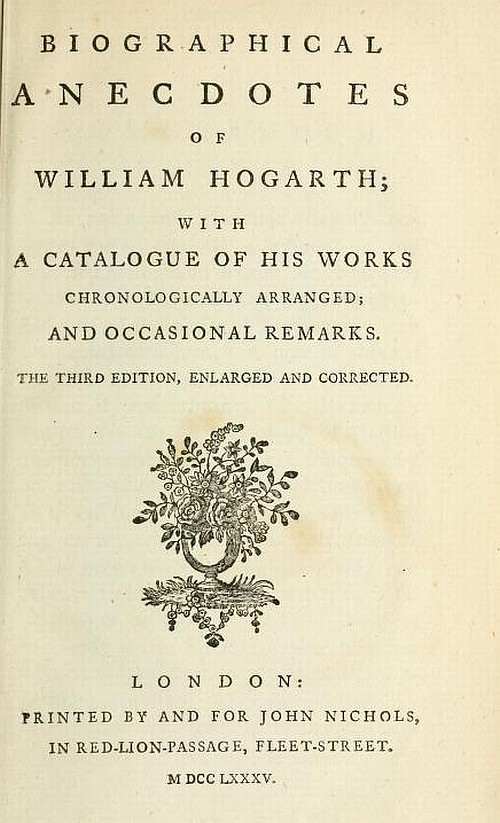 BIOGRAPHICAL
ANECDOTES
OF
WILLIAM HOGARTH;
WITH
A CATALOGUE OF HIS WORKS
CHRONOLOGICALLY ARRANGED;
AND OCCASIONAL REMARKS.
THE THIRD EDITION, ENLARGED AND CORRECTED.
LONDON:
PRINTED BY AND FOR JOHN NICHOLS,
IN RED-LION-PASSAGE, FLEET-STREET.
M DCC LXXXV.